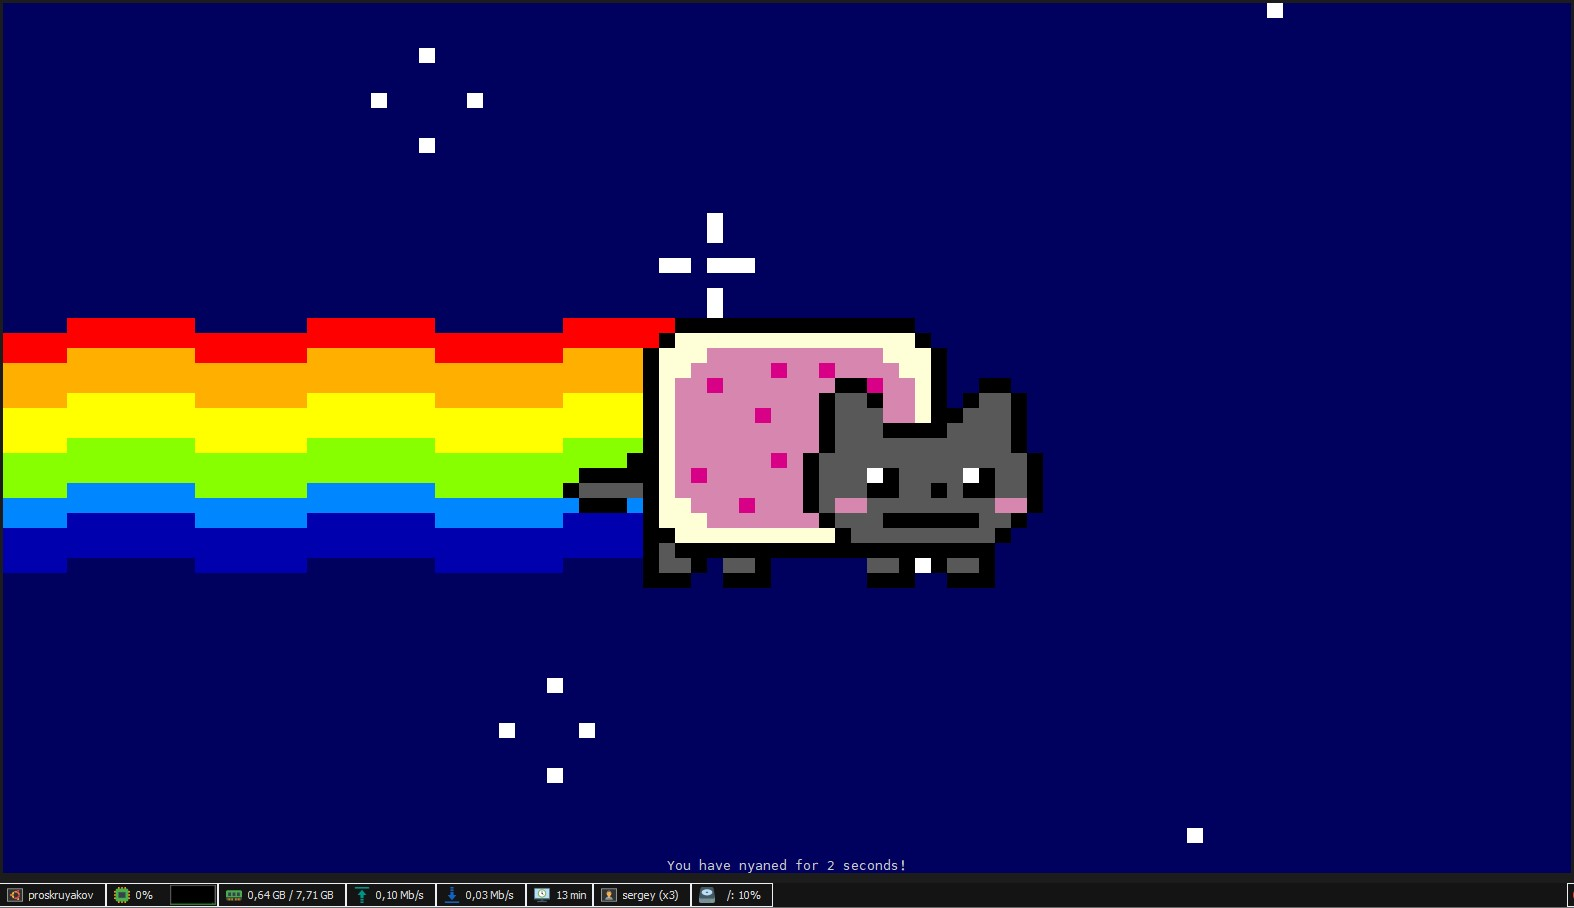 You have nyaned for 2 seconds!
proskruyakov 0% 0,64 GB / 7,71 GB 0,10 Mb/s 0,03 Mb/s 13 min sergey (x3) /: 10%